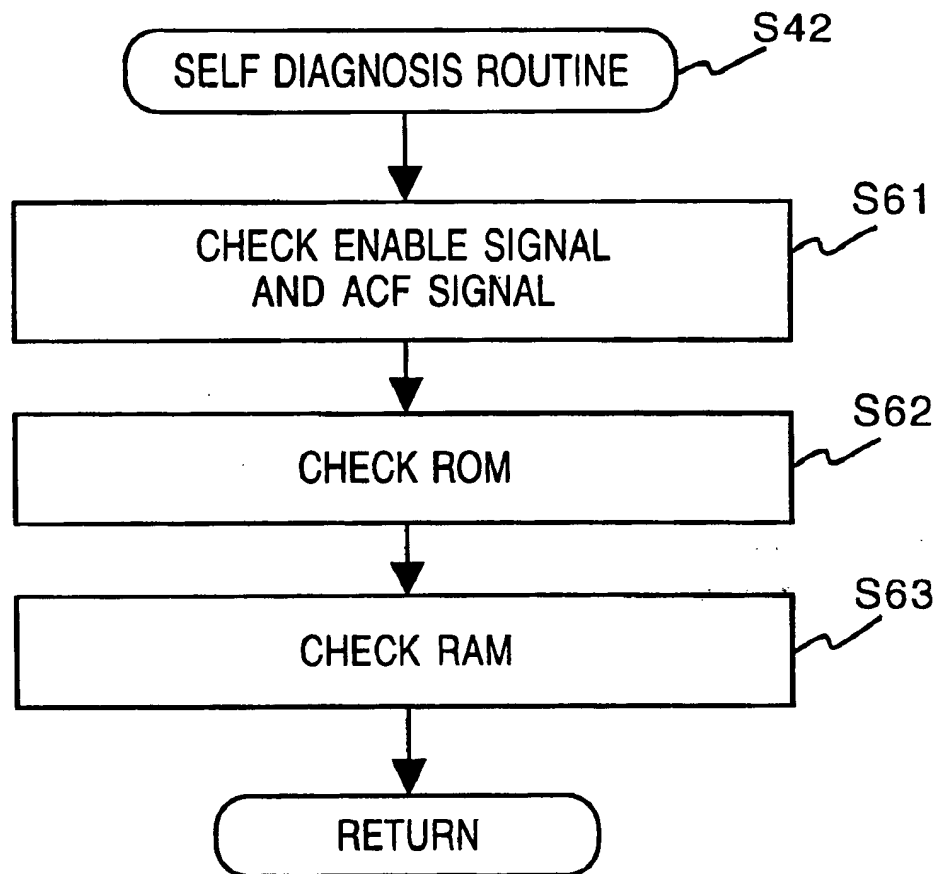 S42
SELF DIAGNOSIS ROUTINE
S61
CHECK ENABLE SIGNAL
AND ACF SIGNAL
S62
CHECK ROM
S63
CHECK RAM
RETURN